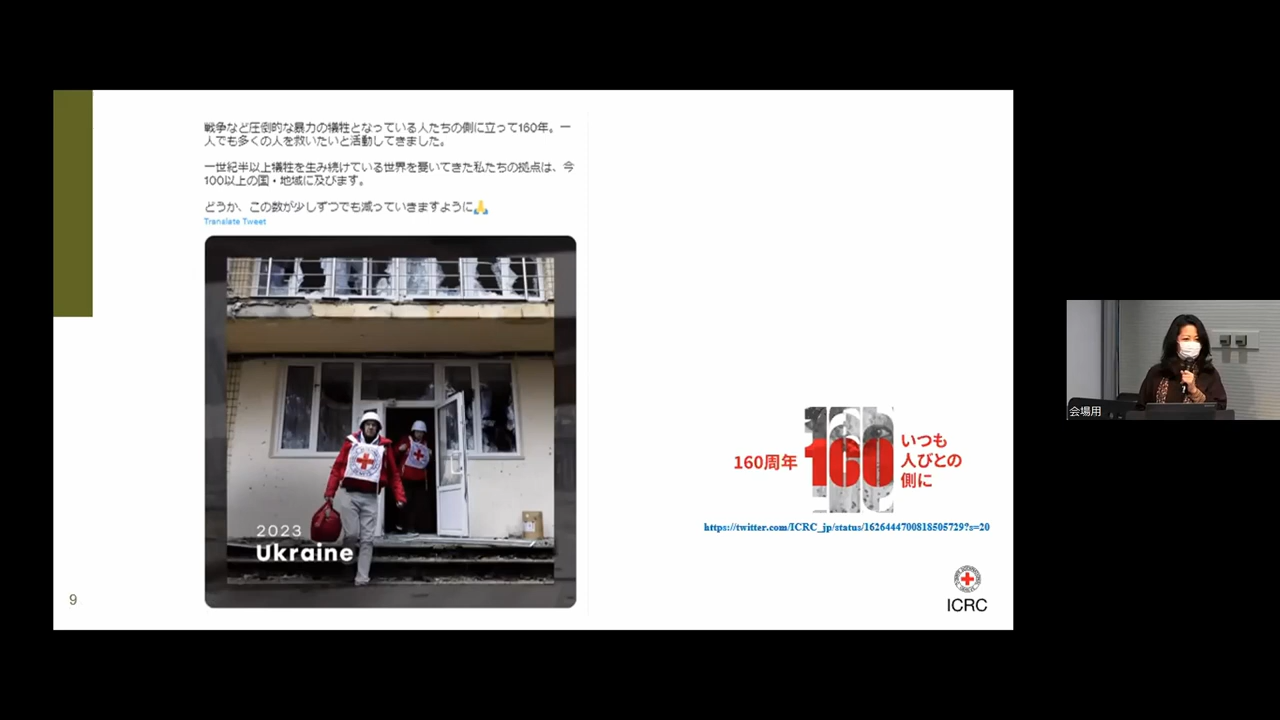 戦争など圧倒的な暴力の犠牲となっている人たちの側に立って160年。一
人でも多くの人を救いたいと活動してきました。
一世紀半以上犠牲を生み続けている世界を憂いてきた私たちの拠点は、今
100以上の国・地域に及びます。
どうか、この数が少しずつでも減っていきますように🙏
Translate Tweet
2023
Ukraine
160周年
160
いつも
人びとの
側に
https://twitter.com/ICRC_jp/status/1626444700818505729?s=20
ICRC
9
会場用